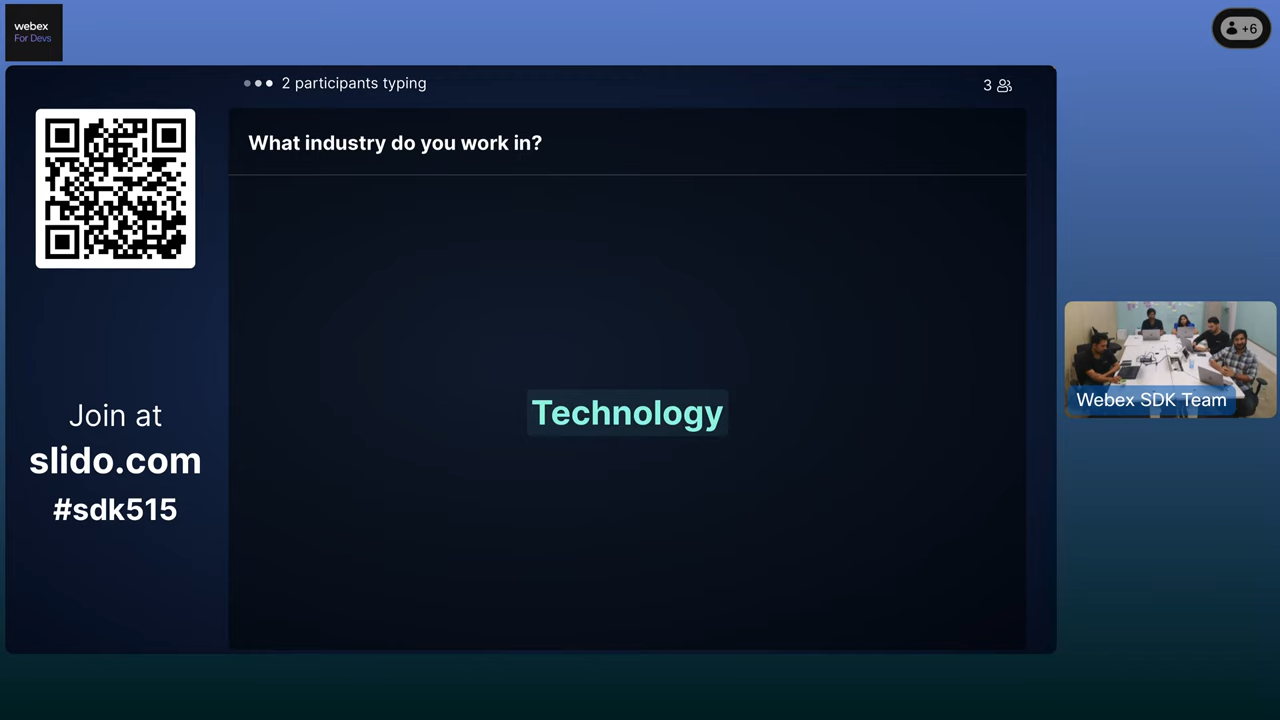 webex
For Devs
+6
2 participants typing
3
What industry do you work in?
Technology
Join at
slido.com
#sdk515
Webex SDK Team